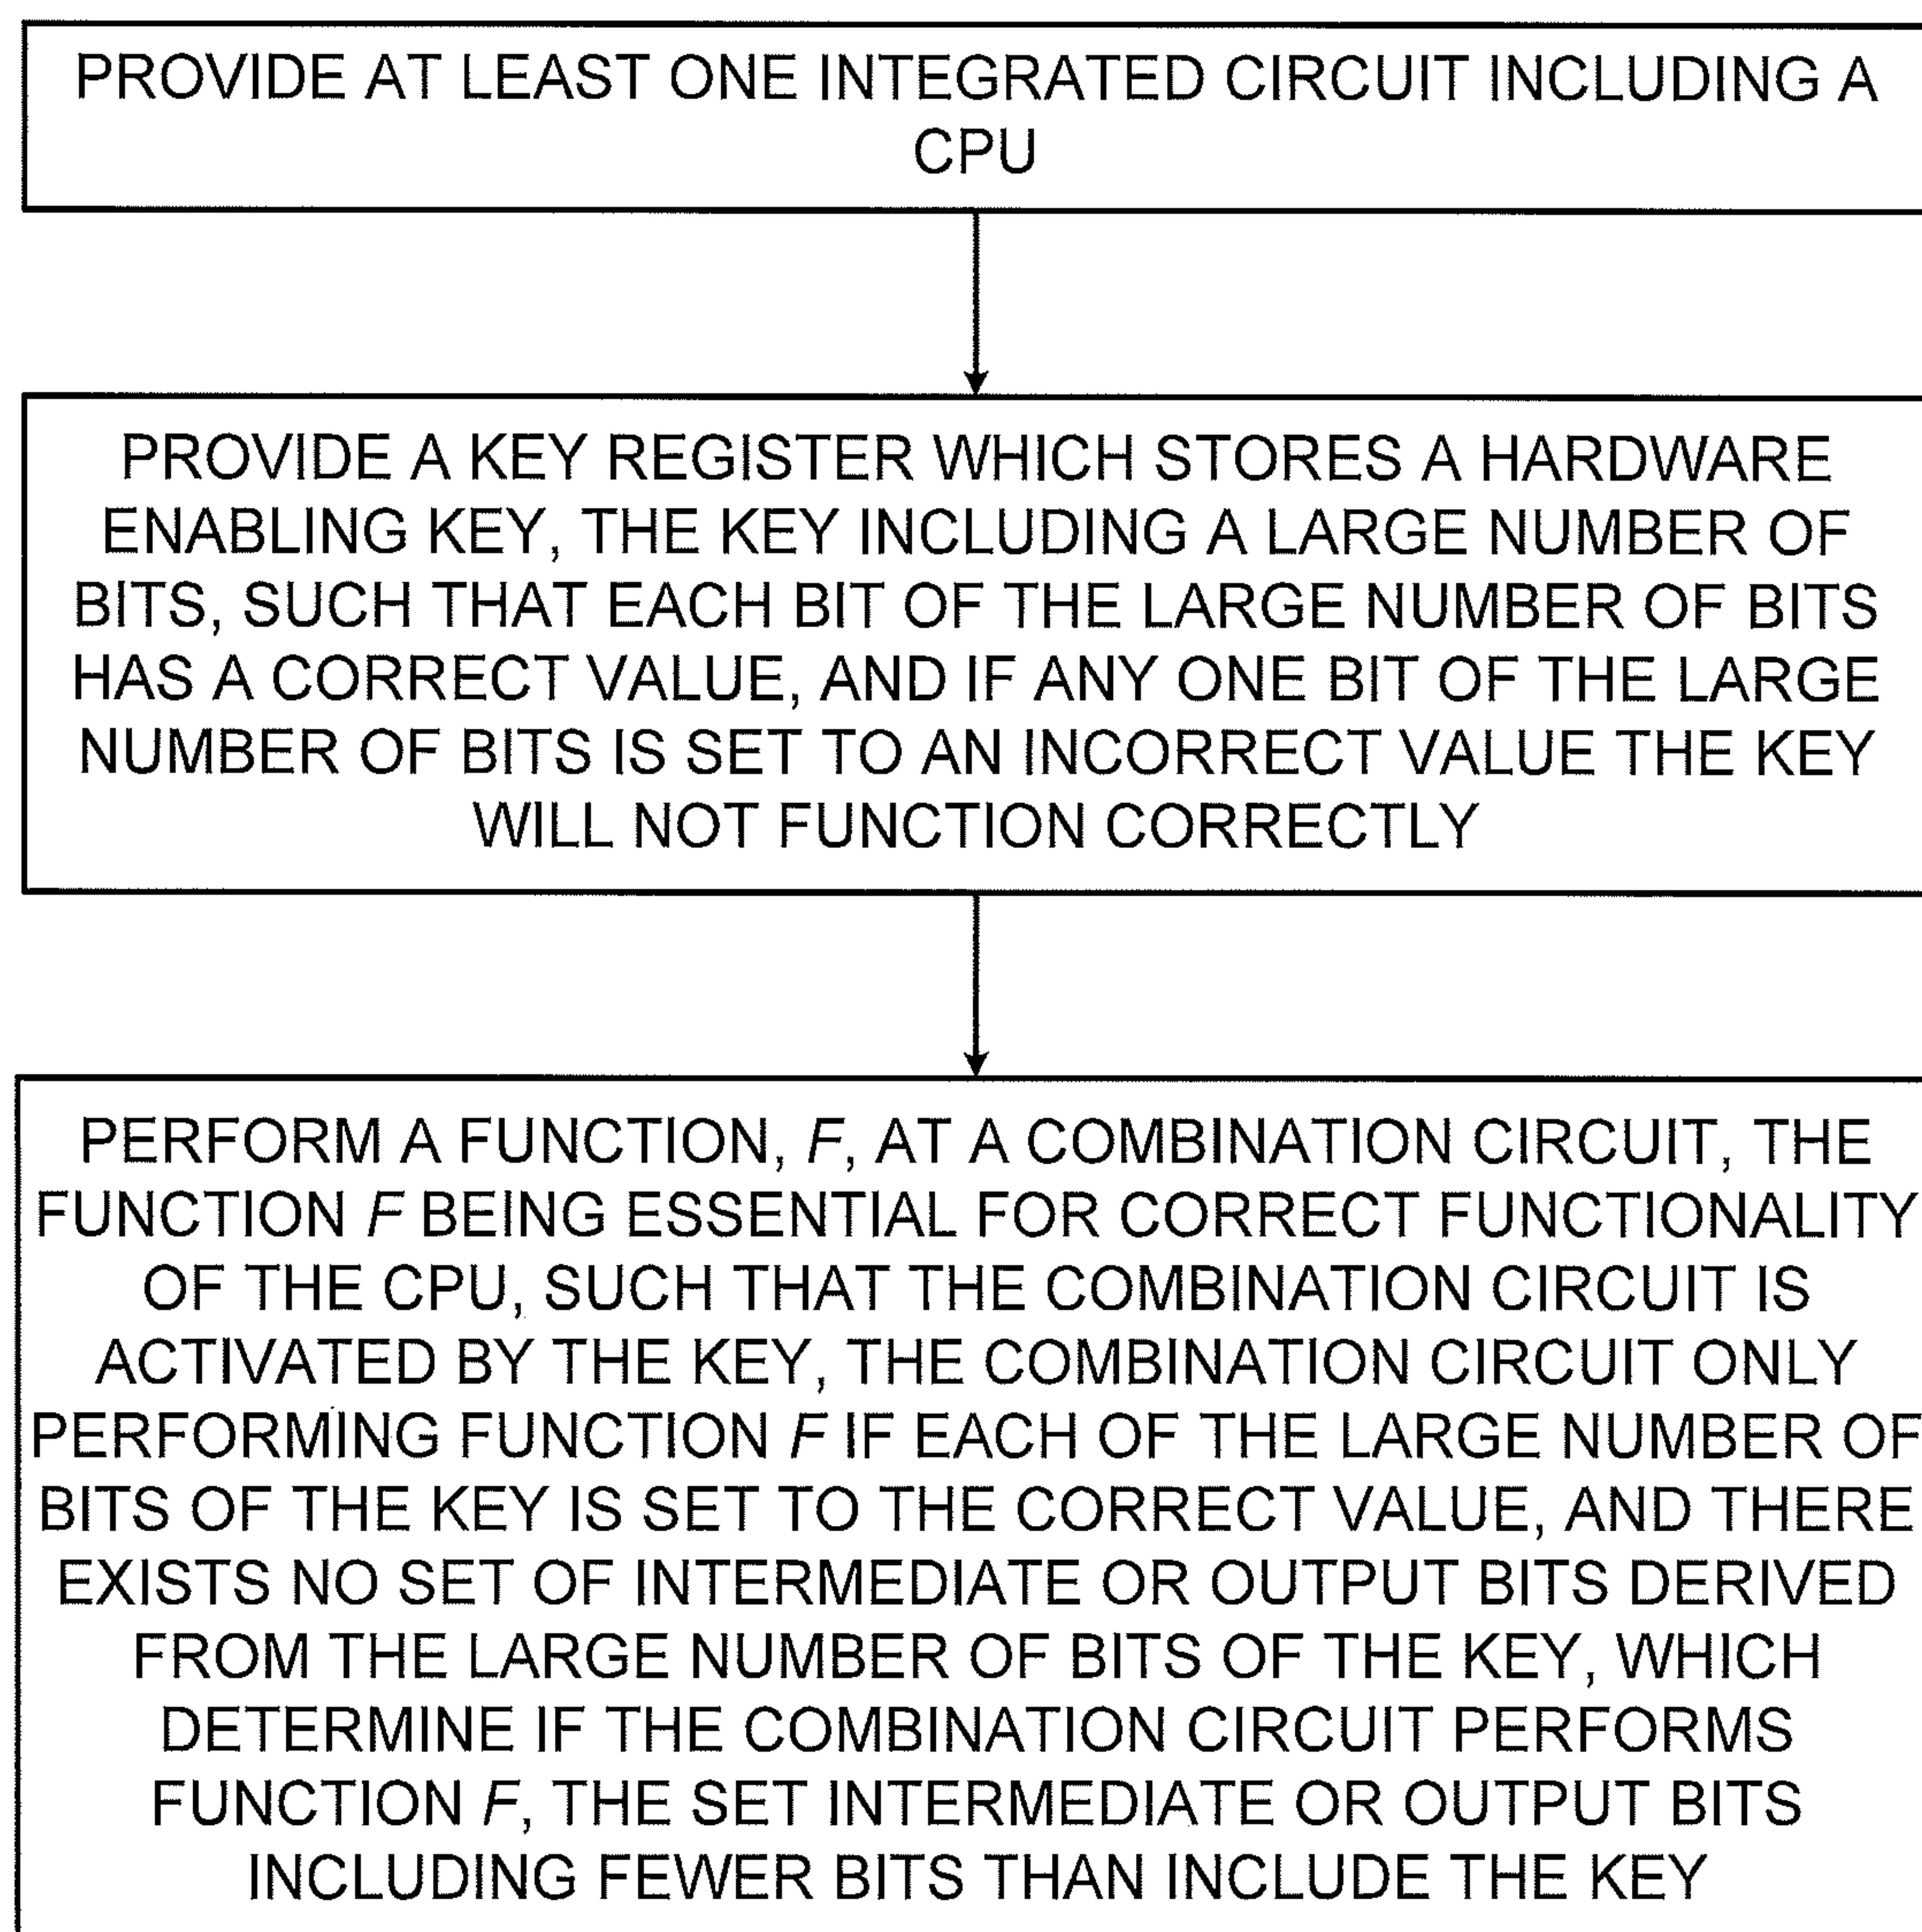 PROVIDE AT LEAST ONE INTEGRATED CIRCUIT INCLUDING A
CPU
PROVIDE A KEY REGISTER WHICH STORES A HARDWARE
ENABLING KEY, THE KEY INCLUDING A LARGE NUMBER OF
BITS, SUCH THAT EACH BIT OF THE LARGE NUMBER OF BITS
HAS A CORRECT VALUE, AND IF ANY ONE BIT OF THE LARGE
NUMBER OF BITS IS SET TO AN INCORRECT VALUE THE KEY
WILL NOT FUNCTION CORRECTLY
PERFORM A FUNCTION, F, AT A COMBINATION CIRCUIT, THE
FUNCTION F BEING ESSENTIAL FOR CORRECT FUNCTIONALITY
OF THE CPU, SUCH THAT THE COMBINATION CIRCUIT IS
ACTIVATED BY THE KEY, THE COMBINATION CIRCUIT ONLY
PERFORMING FUNCTION F IF EACH OF THE LARGE NUMBER OF
BITS OF THE KEY IS SET TO THE CORRECT VALUE, AND THERE
EXISTS NO SET OF INTERMEDIATE OR OUTPUT BITS DERIVED
FROM THE LARGE NUMBER OF BITS OF THE KEY, WHICH
DETERMINE IF THE COMBINATION CIRCUIT PERFORMS
FUNCTION F, THE SET INTERMEDIATE OR OUTPUT BITS
INCLUDING FEWER BITS THAN INCLUDE THE KEY